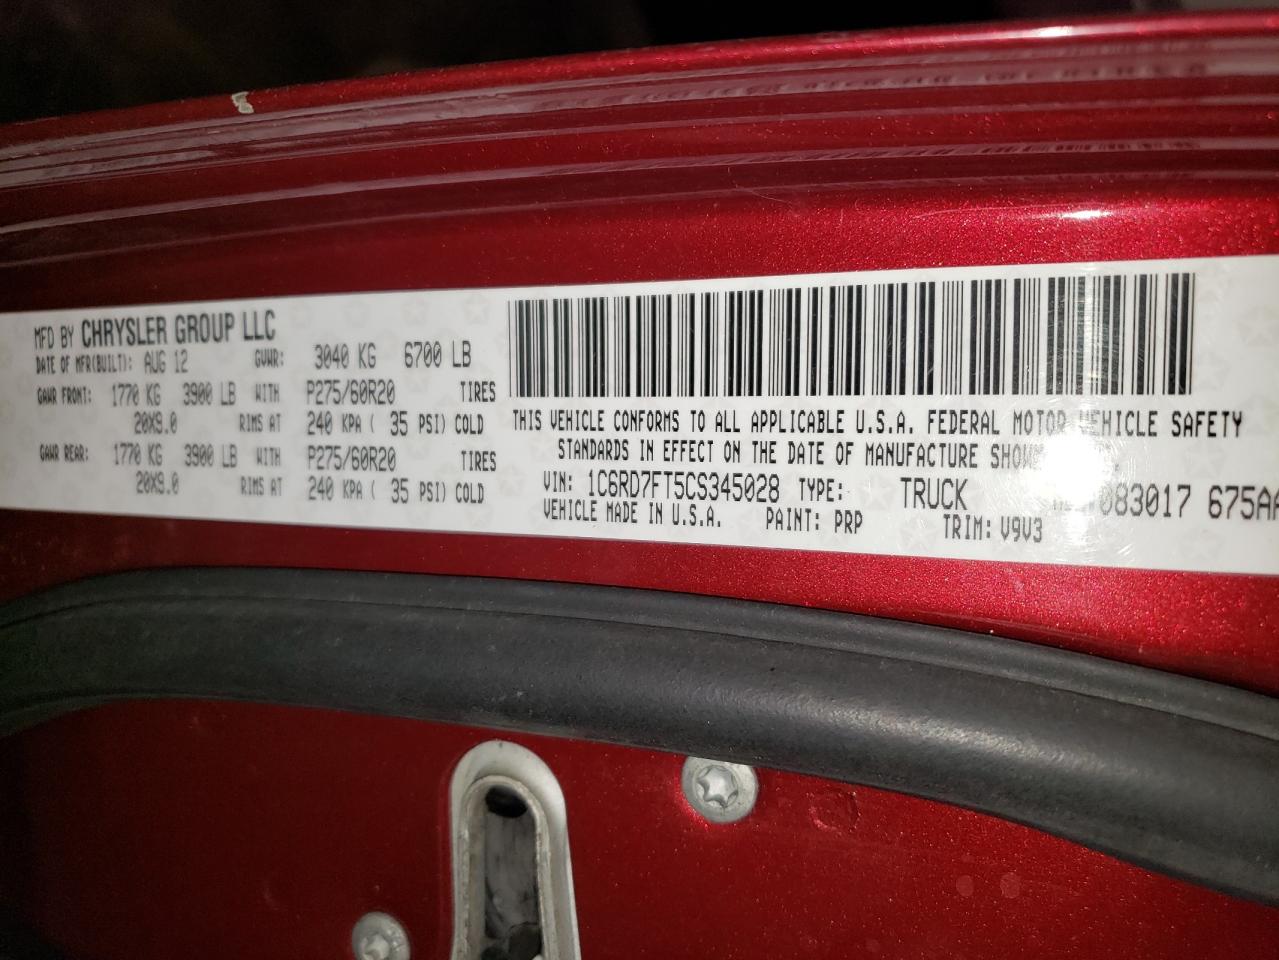 MFD BY CHRYSLER GROUP LLC
DATE OF MFR(BUILT): AUG 12 GVWR: 3040 KG 6700 LB
GAWR FRONT: 1770 KG 3900 LB WITH P275/60R20 TIRES
20X9.0 RIMS AT 240 KPA ( 35 PSI) COLD
GAWR REAR: 1770 KG 3900 LB WITH P275/60R20 TIRES
20X9.0 RIMS AT 240 KPA ( 35 PSI) COLD
THIS VEHICLE CONFORMS TO ALL APPLICABLE U.S.A. FEDERAL MOTOR VEHICLE SAFETY
STANDARDS IN EFFECT ON THE DATE OF MANUFACTURE SHOWN
VIN: 1C6RD7FT5CS345028 TYPE: TRUCK 083017 675AA
VEHICLE MADE IN U.S.A. PAINT: PRP TRIM: V9V3